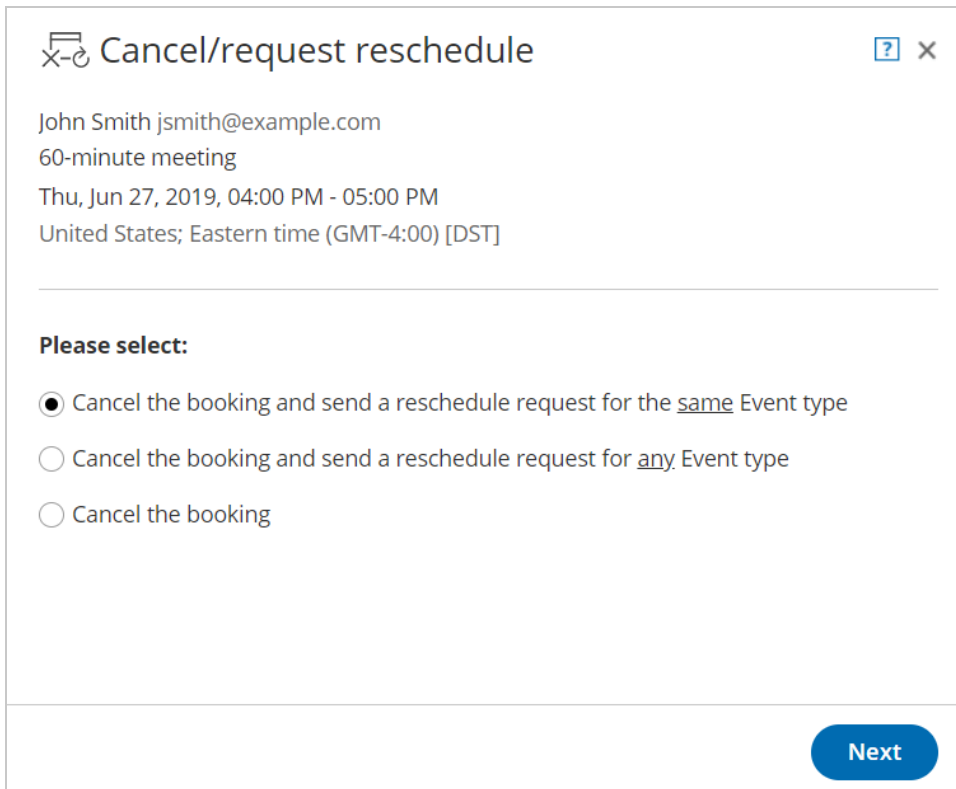 Cancel/request reschedule
?
John Smith jsmith@example.com
60-minute meeting
Thu, Jun 27, 2019, 04:00 PM - 05:00 PM
United States; Eastern time (GMT-4:00) [DST]
Please select:
Cancel the booking and send a reschedule request for the same Event type
Cancel the booking and send a reschedule request for any Event type
Cancel the booking
Next